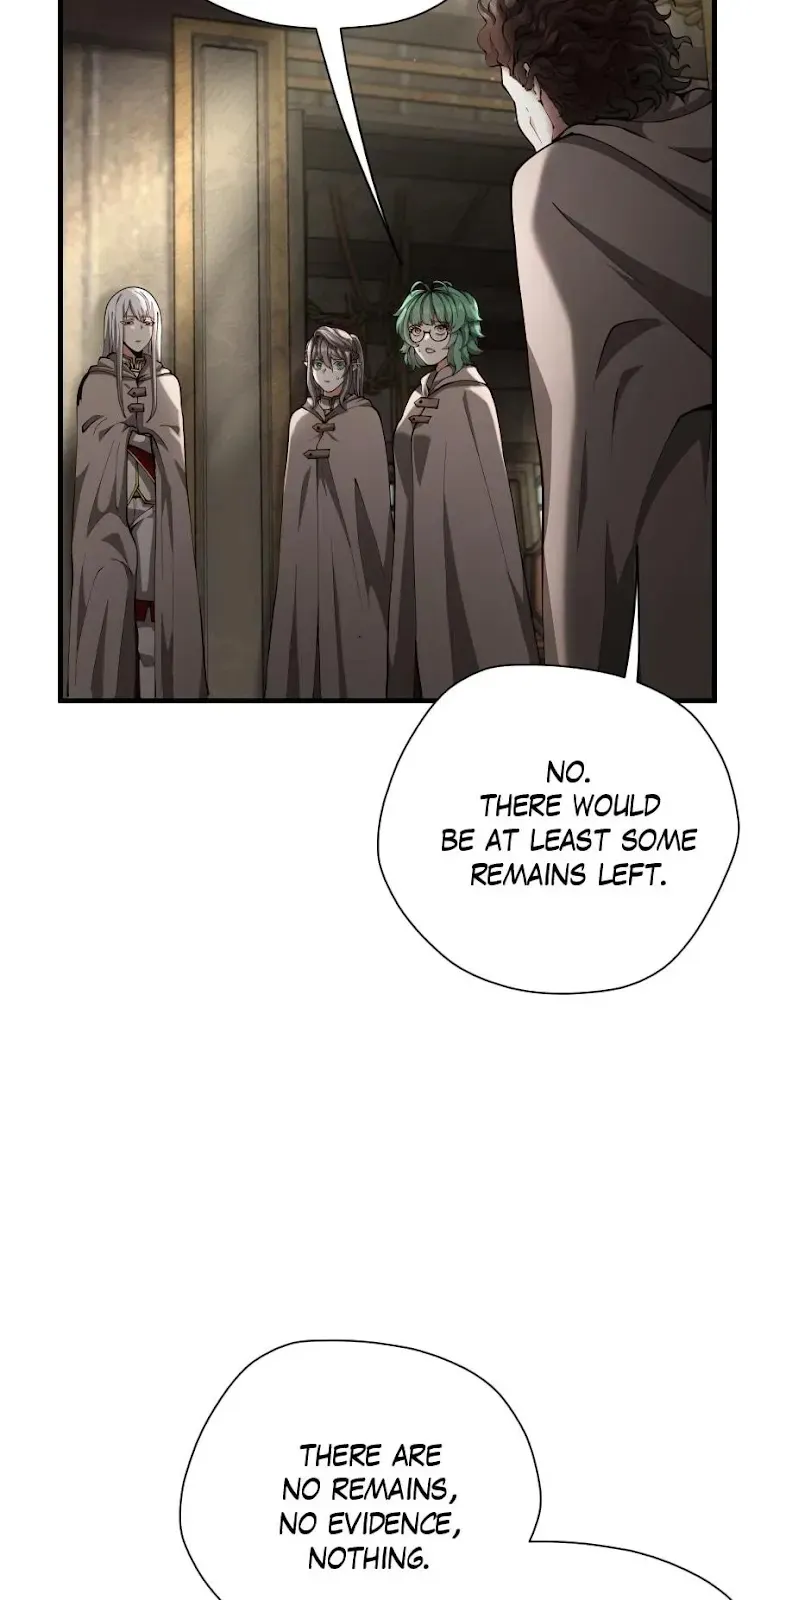 NO.
THERE WOULD
BE AT LEAST SOME
REMAINS LEFT.
THERE ARE
NO REMAINS,
NO EVIDENCE,
NOTHING.